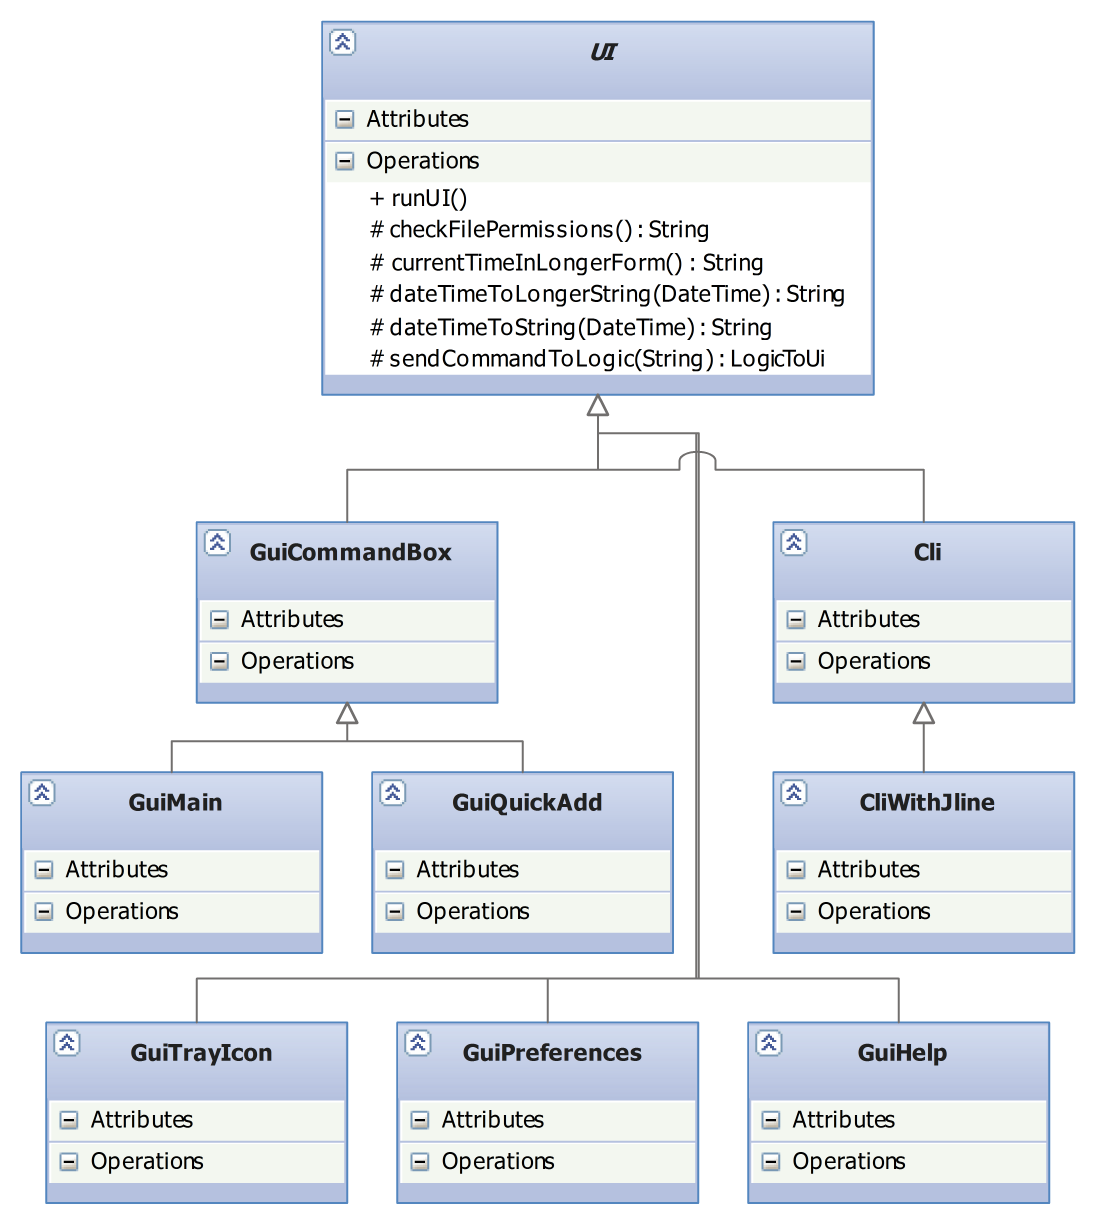 UI
Attributes
Operations
+ runUI()
# checkFilePermissions() : String
# currentTimeInLongerForm() : String
# dateTimeToLongerString(DateTime) : String
# dateTimeToString(DateTime) : String
# sendCommandToLogic(String) : LogicToUi
GuiCommandBox
Attributes
Operations
Cli
Attributes
Operations
GuiMain
Attributes
Operations
GuiQuickAdd
Attributes
Operations
CliWithJline
Attributes
Operations
GuiTrayIcon
Attributes
Operations
GuiPreferences
Attributes
Operations
GuiHelp
Attributes
Operations